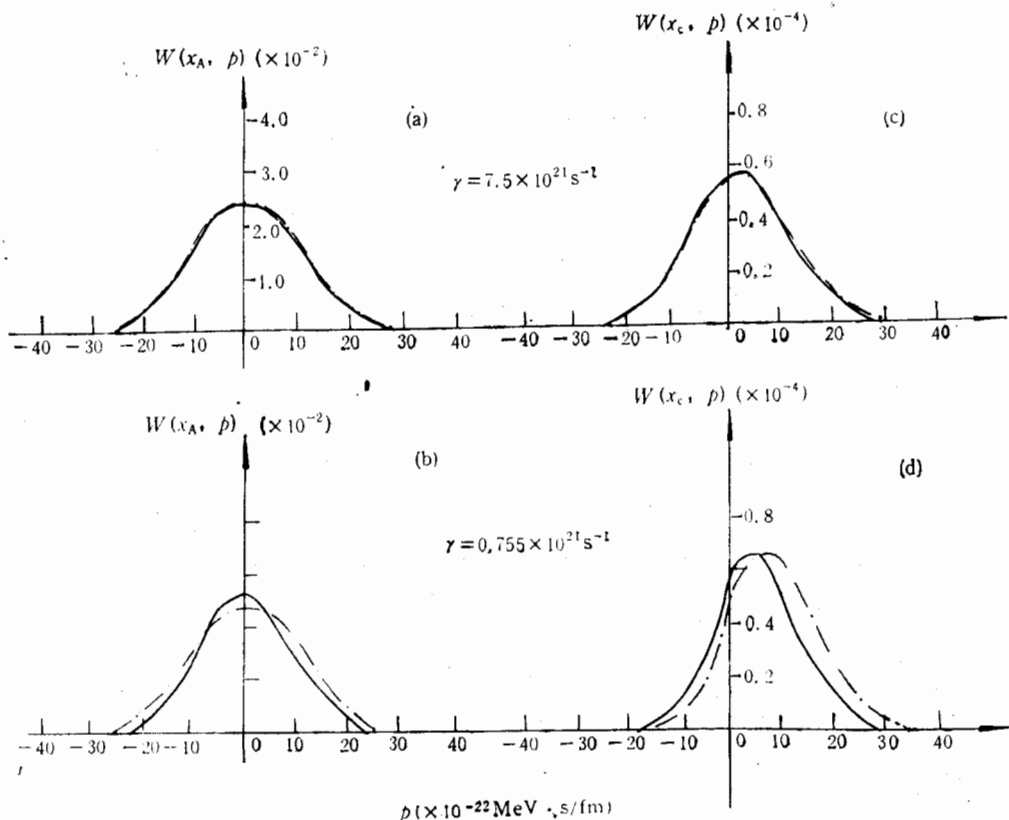 W(x_A, p) (×10⁻²)
4.0
3.0
2.0
1.0
(a)
−40 −30 −20 −10 0 10 20 30 40
γ=7.5×10²¹s⁻¹
W(x_c, p) (×10⁻⁴)
0.8
0.6
0.4
0.2
(c)
−40 −30 −20 −10 0 10 20 30 40
W(x_A, p) (×10⁻²)
(b)
−40 −30 −20 −10 0 10 20 30 40
γ=0.755×10²¹s⁻¹
W(x_c, p) (×10⁻⁴)
0.8
0.4
0.2
(d)
−40 −30 −20 −10 0 10 20 30 40
p(×10⁻²²MeV·s/fm)